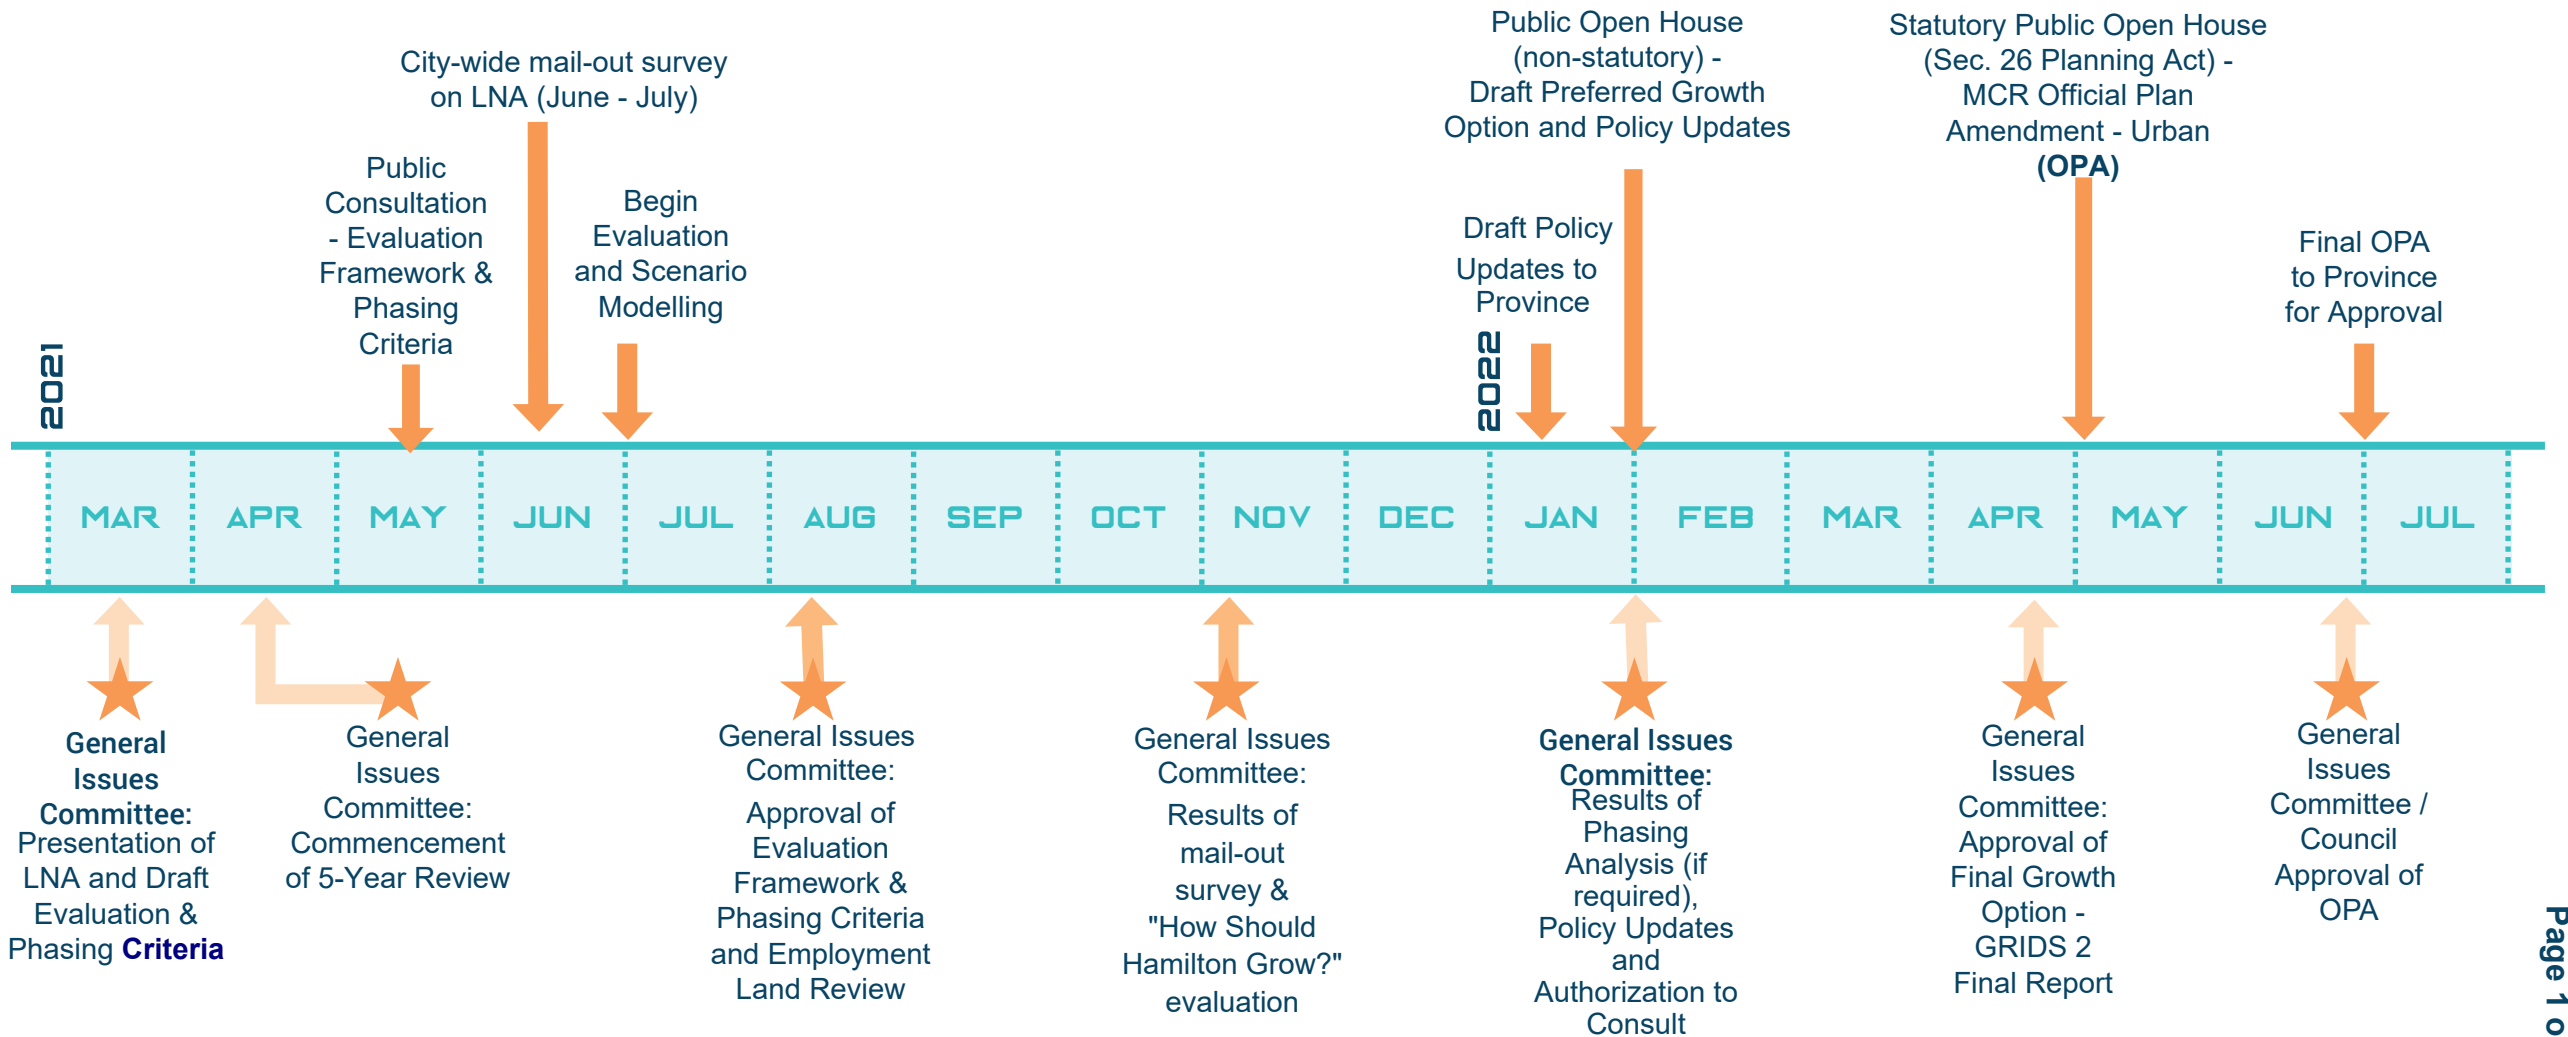 City-wide mail-out survey
on LNA (June - July)
Public
Consultation
- Evaluation
Framework &
Phasing
Criteria
Begin
Evaluation
and Scenario
Modelling
Public Open House
(non-statutory) -
Draft Preferred Growth
Option and Policy Updates
Draft Policy
Updates to
Province
Statutory Public Open House
(Sec. 26 Planning Act) -
MCR Official Plan
Amendment - Urban
(OPA)
Final OPA
to Province
for Approval
2021
2022
MAR APR MAY JUN JUL AUG SEP OCT NOV DEC JAN FEB MAR APR MAY JUN JUL
General
Issues
Committee:
Presentation of
LNA and Draft
Evaluation &
Phasing Criteria
General
Issues
Committee:
Commencement
of 5-Year Review
General Issues
Committee:
Approval of
Evaluation
Framework &
Phasing Criteria
and Employment
Land Review
General Issues
Committee:
Results of
mail-out
survey &
"How Should
Hamilton Grow?"
evaluation
General Issues
Committee:
Results of
Phasing
Analysis (if
required),
Policy Updates
and
Authorization to
Consult
General
Issues
Committee:
Approval of
Final Growth
Option -
GRIDS 2
Final Report
General
Issues
Committee /
Council
Approval of
OPA
Page 1 o